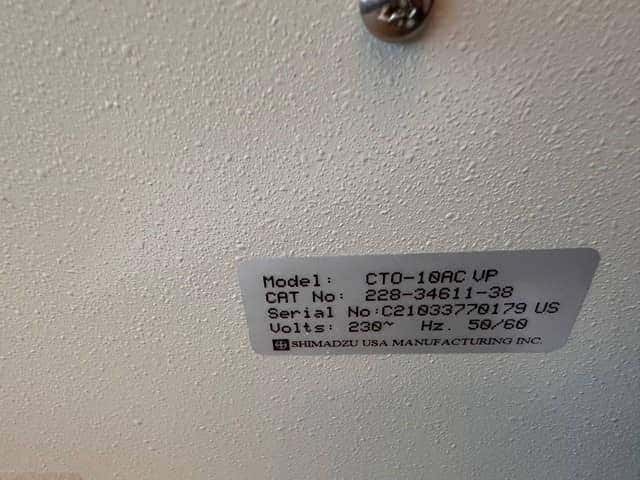 Model: CTO-10AC VP
CAT No: 228-34611-38
Serial No:C21033770179 US
Volts: 230~ Hz. 50/60
SHIMADZU USA MANUFACTURING INC.